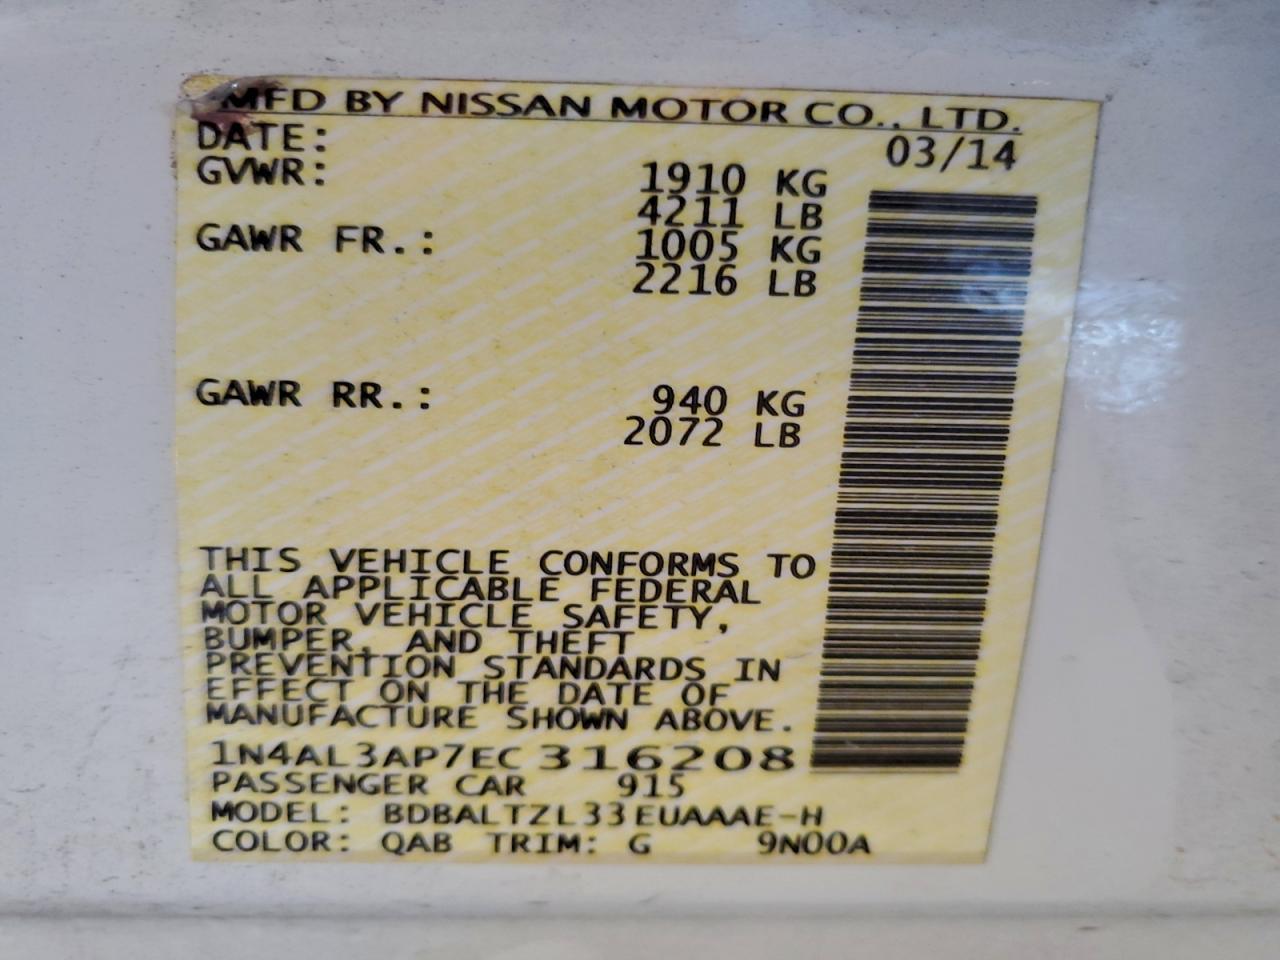 MFD BY NISSAN MOTOR CO., LTD.
DATE: 03/14
GVWR: 1910 KG
4211 LB
GAWR FR.: 1005 KG
2216 LB
GAWR RR.: 940 KG
2072 LB
THIS VEHICLE CONFORMS TO
ALL APPLICABLE FEDERAL
MOTOR VEHICLE SAFETY,
BUMPER, AND THEFT
PREVENTION STANDARDS IN
EFFECT ON THE DATE OF
MANUFACTURE SHOWN ABOVE.
1N4AL3AP7EC316208
PASSENGER CAR 915
MODEL: BDBALTZL33EUAAAE-H
COLOR: QAB TRIM: G 9N00A